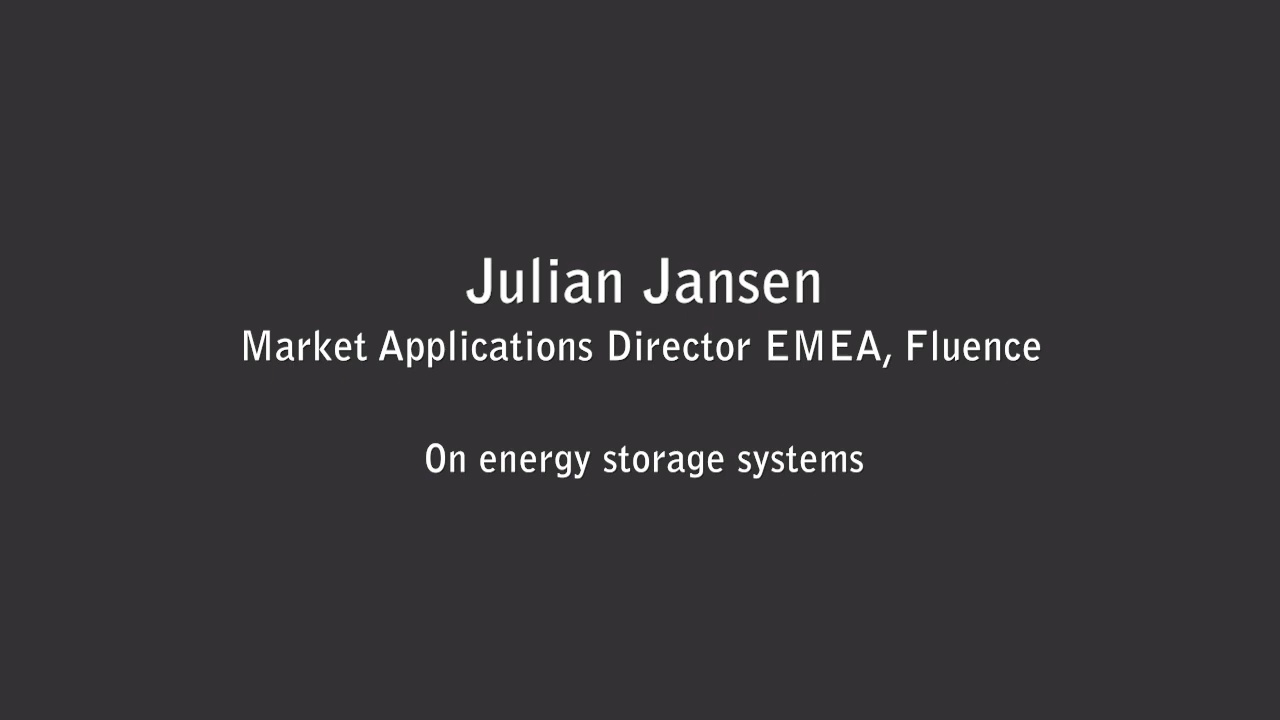 Julian Jansen
Market Applications Director EMEA, Fluence
On energy storage systems